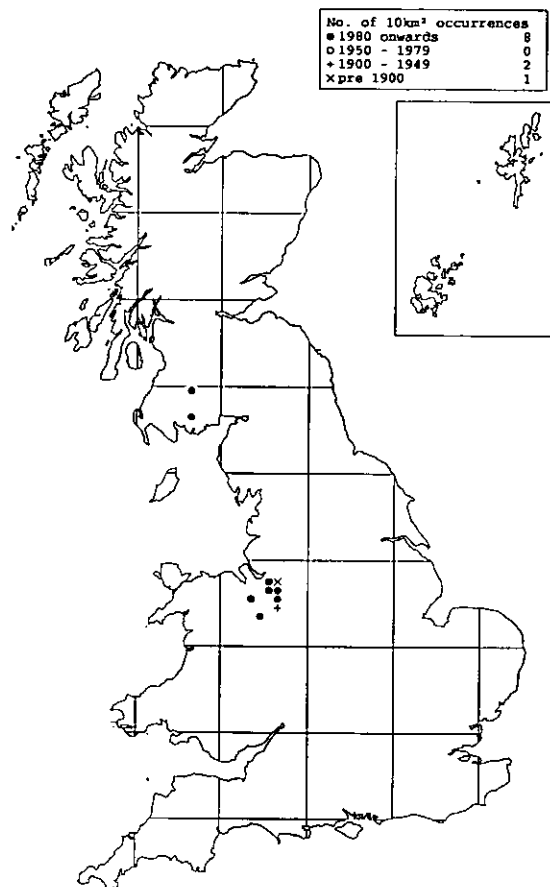 No. of 10km² occurrences
● 1980 onwards 8
o 1950 - 1979 0
+ 1900 - 1949 2
× pre 1900 1